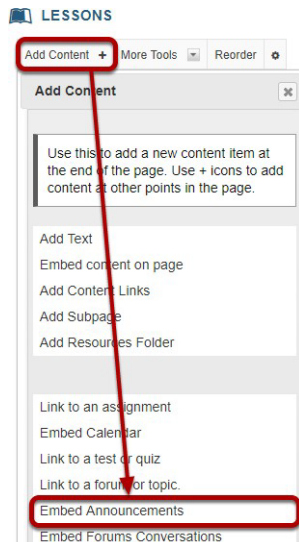 LESSONS
Add Content + More Tools Reorder
Add Content
Use this to add a new content item at
the end of the page. Use + icons to add
content at other points in the page.
Add Text
Embed content on page
Add Content Links
Add Subpage
Add Resources Folder
Link to an assignment
Embed Calendar
Link to a test or quiz
Link to a forum or topic.
Embed Announcements
Embed Forums Conversations